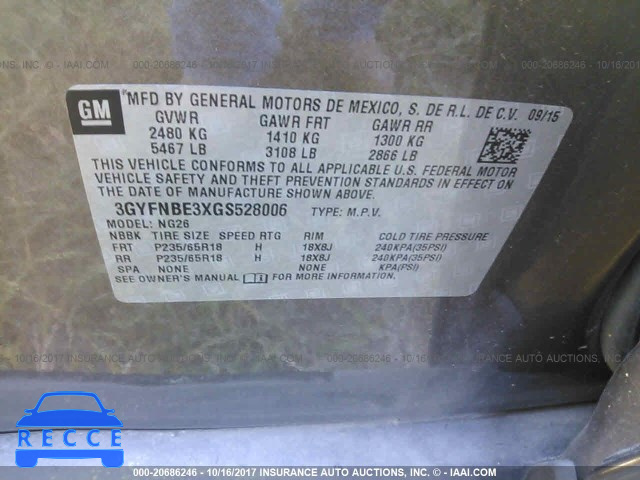 GM
MFD BY GENERAL MOTORS DE MEXICO, S. DE R.L. DE C.V. 09/15
GVWR GAWR FRT GAWR RR
2480 KG 1410 KG 1300 KG
5467 LB 3108 LB 2866 LB
THIS VEHICLE CONFORMS TO ALL APPLICABLE U.S. FEDERAL MOTOR
VEHICLE SAFETY AND THEFT PREVENTION STANDARDS IN EFFECT ON
THE DATE OF MANUFACTURE SHOWN ABOVE.
3GYFNBE3XGS528006 TYPE: M.P.V.
MODEL: NG26
NBBK TIRE SIZE SPEED RTG RIM COLD TIRE PRESSURE
FRT P235/65R18 H 18X8J 240KPA(35PSI)
RR P235/65R18 H 18X8J 240KPA(35PSI)
SPA NONE NONE KPA(PSI)
SEE OWNER'S MANUAL FOR MORE INFORMATION.
RECCE
000-20686246 - 10/16/2017 INSURANCE AUTO AUCTIONS, INC. - © - IAAI.COM